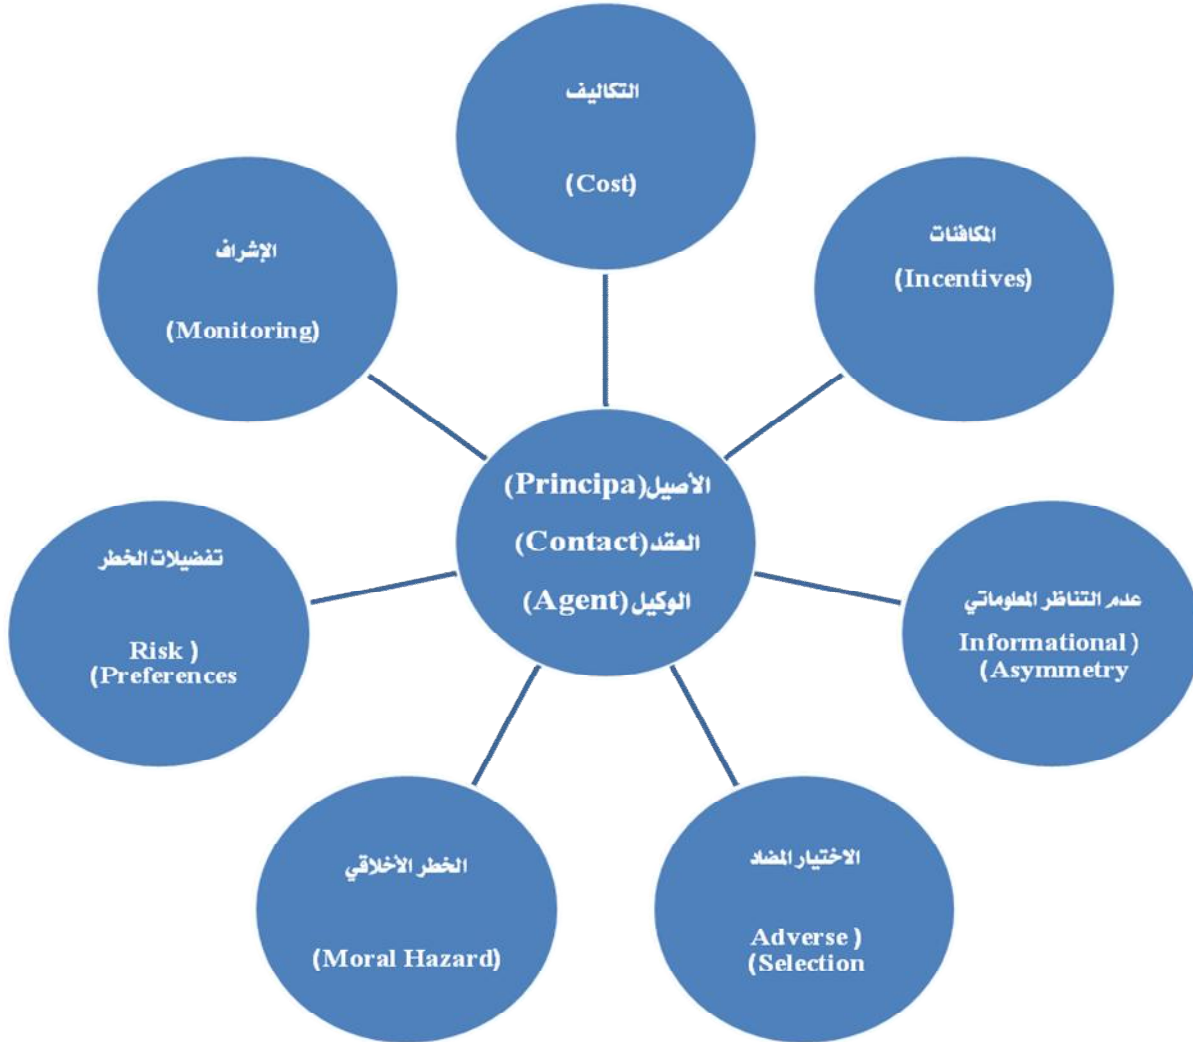 التكاليف
(Cost)
المكافئات
(Incentives)
عدم التناظر المعلوماتي
Informational )
(Asymmetry
الاختيار المضاد
Adverse )
(Selection
الخطر الأخلاقي
(Moral Hazard)
تفضيلات الخطر
Risk )
(Preferences
الإشراف
(Monitoring)
الأصيل(Principa)
العقد(Contact)
الوكيل(Agent)